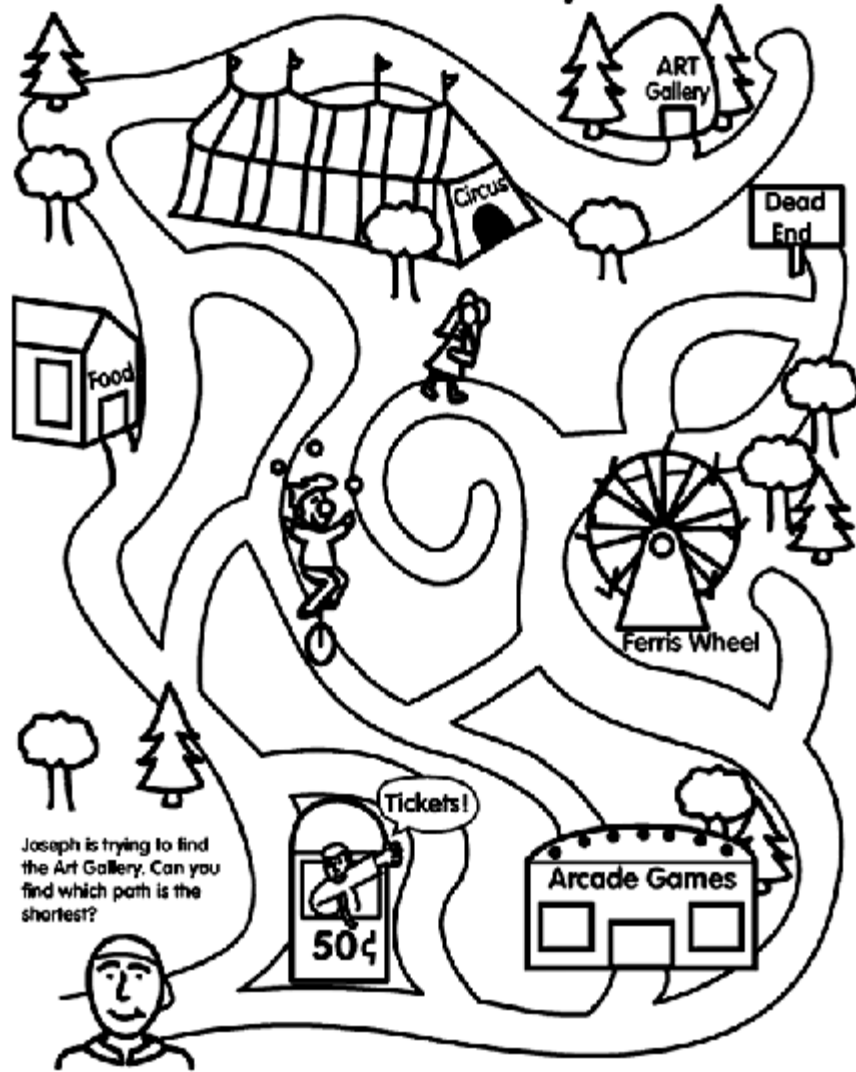 ART
Gallery
Circus
Dead
End
Food
Ferris Wheel
Tickets!
Joseph is trying to find
the Art Gallery. Can you
find which path is the
shortest?
Arcade Games
50¢